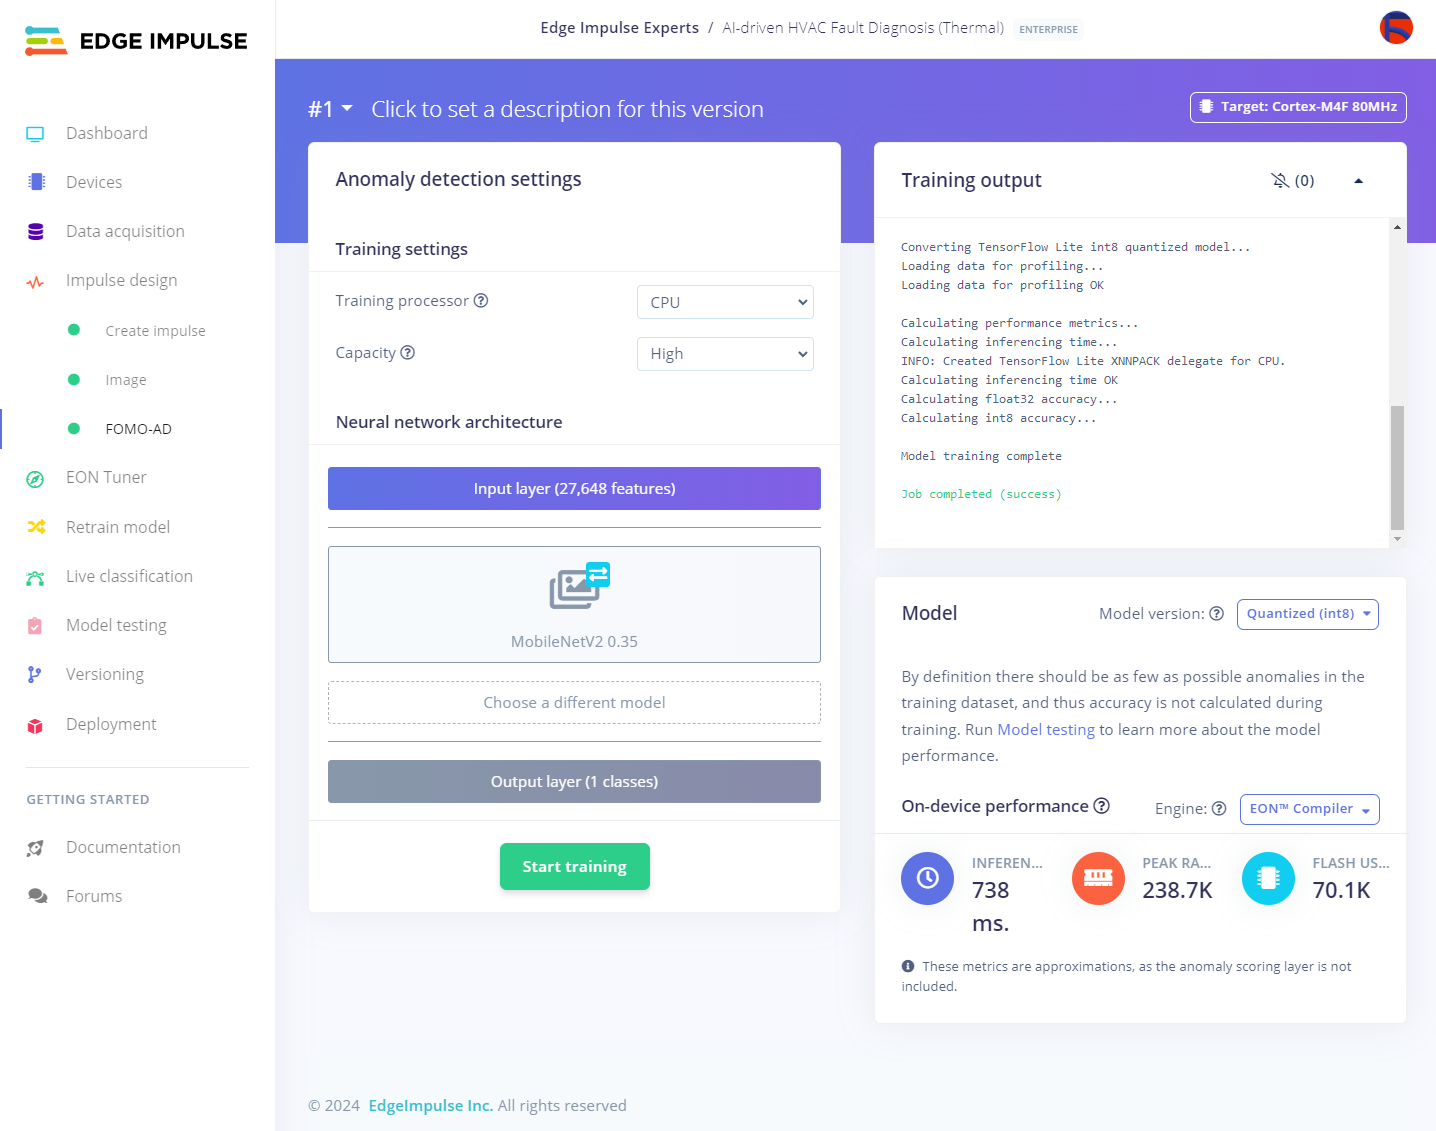 EDGE IMPULSE
Edge Impulse Experts / AI-driven HVAC Fault Diagnosis (Thermal) ENTERPRISE
Dashboard
Devices
Data acquisition
Impulse design
Create impulse
Image
FOMO-AD
EON Tuner
Retrain model
Live classification
Model testing
Versioning
Deployment
GETTING STARTED
Documentation
Forums
#1 Click to set a description for this version
Target: Cortex-M4F 80MHz
Anomaly detection settings
Training settings
Training processor
CPU
Capacity
High
Neural network architecture
Input layer (27,648 features)
MobileNetV2 0.35
Choose a different model
Output layer (1 classes)
Start training
Training output
(0)
Converting TensorFlow Lite int8 quantized model...
Loading data for profiling...
Loading data for profiling OK
Calculating performance metrics...
Calculating inferencing time...
INFO: Created TensorFlow Lite XNNPACK delegate for CPU.
Calculating inferencing time OK
Calculating float32 accuracy...
Calculating int8 accuracy...
Model training complete
Job completed (success)
Model
Model version: Quantized (int8)
By definition there should be as few as possible anomalies in the
training dataset, and thus accuracy is not calculated during
training. Run Model testing to learn more about the model
performance.
On-device performance
Engine: EON™ Compiler
INFEREN...
738
ms.
PEAK RA...
238.7K
FLASH US...
70.1K
These metrics are approximations, as the anomaly scoring layer is not
included.
© 2024 EdgeImpulse Inc. All rights reserved